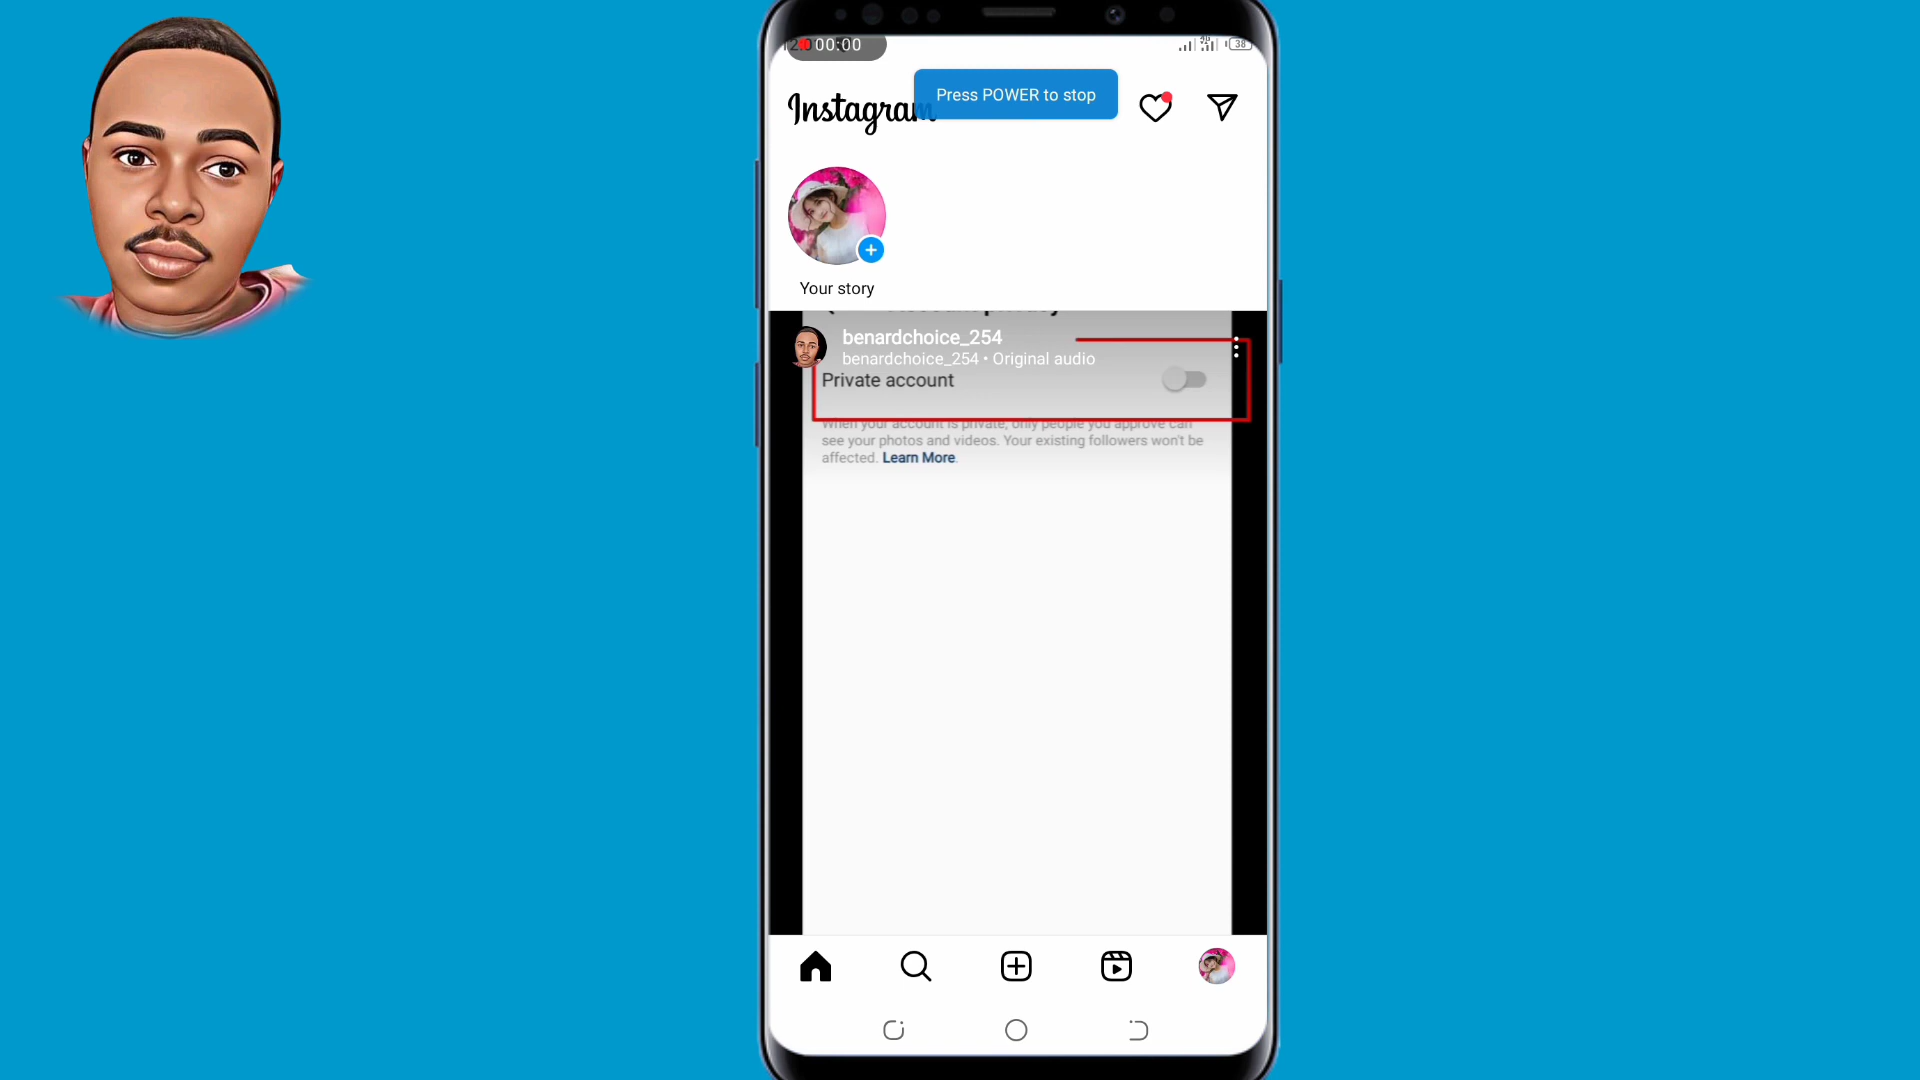 00:00
38
Press POWER to stop
Instagram
Your story
benardchoice_254
benardchoice_254 • Original audio
Private account
When your account is private, only people you approve can
see your photos and videos. Your existing followers won't be
affected. Learn More.